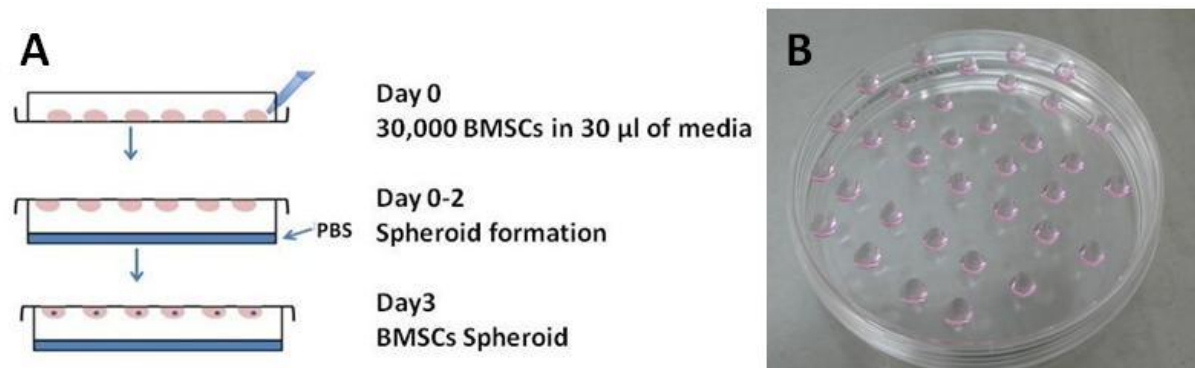 A
Day 0
30,000 BMSCs in 30 µl of media
Day 0-2
Spheroid formation
PBS
Day3
BMSCs Spheroid
B